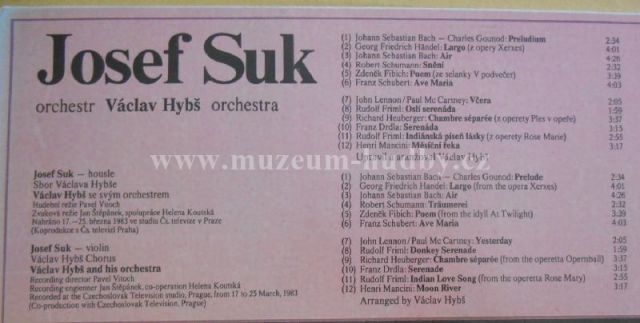 Josef Suk
orchestr Václav Hybš orchestra
Josef Suk — housle
Sbor Václava Hybše
Václav Hybš se svým orchestrem
Hudební režie Pavel Vitoch
Zvuková režie Jan Štěpánek, spolupráce Helena Koutská
Nahráno 17.—25. března 1983 ve studiu Čs. televize v Praze
(Koprodukce s Čs. televizí Praha)
Josef Suk — violin
Václav Hybš Chorus
Václav Hybš and his orchestra
Recording director Pavel Vitoch
Recording engineer Jan Štěpánek, co-operation Helena Koutská
Recorded at the Czechoslovak Television studio, Prague, from 17 to 25 March, 1983
(Co-production with Czechoslovak Television, Prague)
(1) Johann Sebastian Bach — Charles Gounod: Preludium 2:34
(2) Georg Friedrich Händel: Largo (z opery Xerxes) 4:01
(3) Johann Sebastian Bach: Air 4:26
(4) Robert Schumann: Snění 2:32
(5) Zdeněk Fibich: Poem (ze selanky V podvečer) 2:39
(6) Franz Schubert: Ave Maria 4:03
(7) John Lennon/Paul Mc Cartney: Včera 2:08
(8) Rudolf Friml: Oslí serenáda 1:59
(9) Richard Heuberger: Chambre séparée (z operety Ples v opeře) 3:37
(10) Franz Drdla: Serenáda 3:15
(11) Rudolf Friml: Indiánská píseň lásky (z operety Rose Marie)
(12) Henri Mancini: Měsíční řeka 3:17
Upravil / aranžoval Václav Hybš
www.muzeum-hudby.cz
(1) Johann Sebastian Bach — Charles Gounod: Prelude 2:34
(2) Georg Friedrich Händel: Largo (from the opera Xerxes) 4:01
(3) Johann Sebastian Bach: Air 4:26
(4) Robert Schumann: Träumerei 2:32
(5) Zdeněk Fibich: Poem (from the idyll At Twilight) 2:39
(6) Franz Schubert: Ave Maria 4:03
(7) John Lennon/Paul Mc Cartney: Yesterday 2:08
(8) Rudolf Friml: Donkey Serenade 1:59
(9) Richard Heuberger: Chambre séparée (from the operetta Opernball) 3:37
(10) Franz Drdla: Serenade 3:15
(11) Rudolf Friml: Indian Love Song (from the operetta Rose Mary)
(12) Henri Mancini: Moon River 3:17
Arranged by Václav Hybš